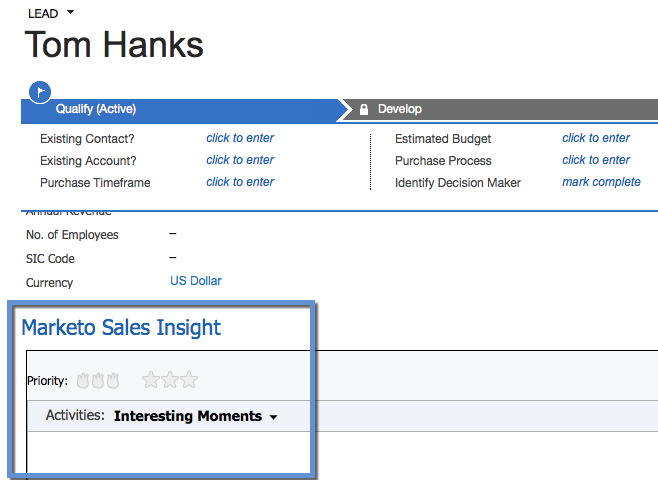 LEAD
Tom Hanks
Qualify (Active) Develop
Existing Contact? click to enter Estimated Budget click to enter
Existing Account? click to enter Purchase Process click to enter
Purchase Timeframe click to enter Identify Decision Maker mark complete
Annual Revenue
No. of Employees --
SIC Code --
Currency US Dollar
Marketo Sales Insight
Priority:
Activities: Interesting Moments